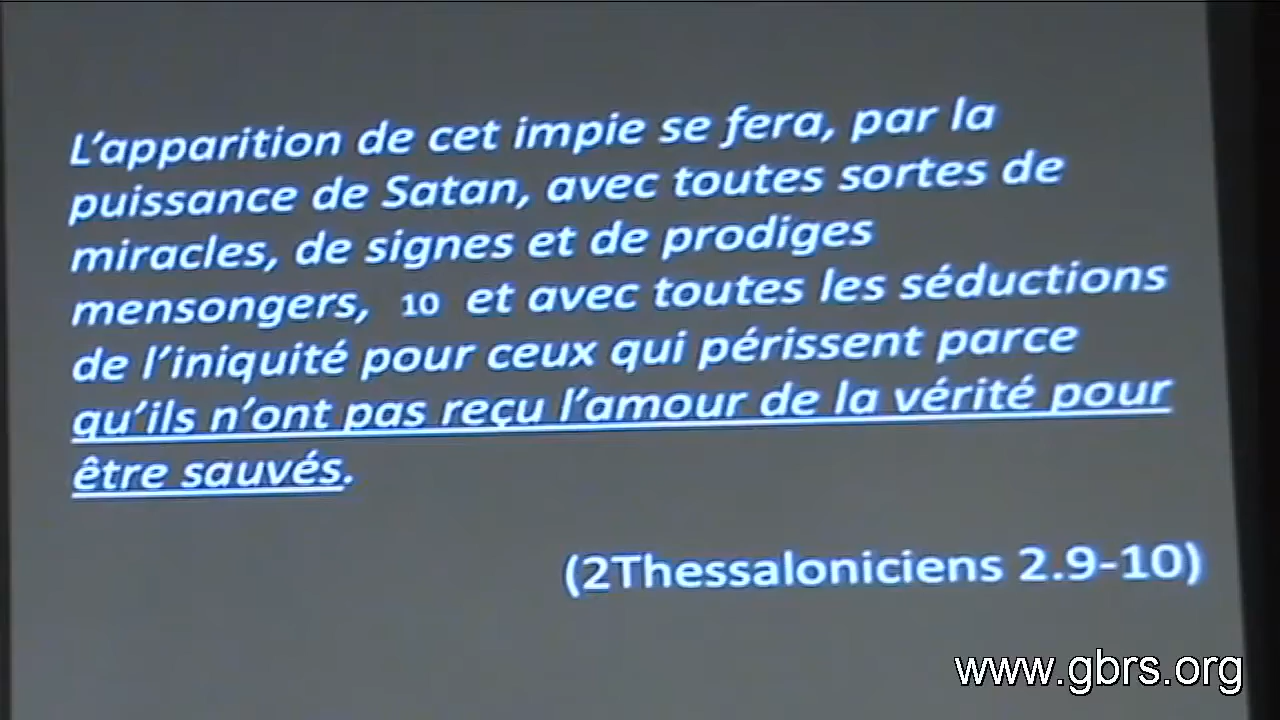 L’apparition de cet impie se fera, par la
puissance de Satan, avec toutes sortes de
miracles, de signes et de prodiges
mensongers, 10 et avec toutes les séductions
de l’iniquité pour ceux qui périssent parce
qu’ils n’ont pas reçu l’amour de la vérité pour
être sauvés.
(2Thessaloniciens 2.9-10)
www.gbrs.org